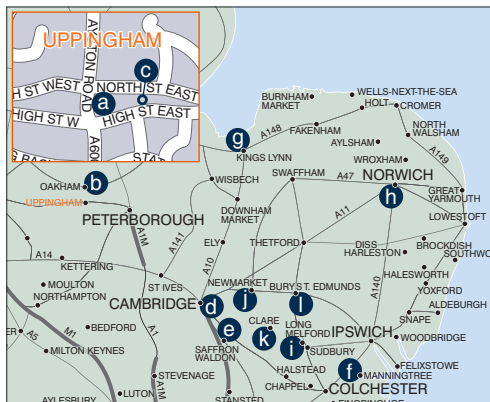 UPPINGHAM
AYSTON ROAD
H ST WEST
NORTH ST EAST
c
a
HIGH ST W
HIGH ST EAST
WELLS-NEXT-THE-SEA
BURNHAM
MARKET
HOLT
CROMER
A148
FAKENHAM
NORTH
WALSHAM
g
AYLSHAM
A149
KINGS LYNN
WROXHAM
b
OAKHAM
WISBECH
SWAFFHAM
A47
NORWICH
UPPINGHAM
h
GREAT
YARMOUTH
PETERBOROUGH
DOWNHAM
MARKET
A11
LOWESTOFT
A1M
A141
ELY
A10
THETFORD
DISS
HARLESTON
BROCKDISH
SOUTHWO
A14
KETTERING
A140
HALESWORTH
ST IVES
NEWMARKET
BURY ST. EDMUNDS
MOULTON
NORTHAMPTON
j
l
YOXFORD
CAMBRIDGE
d
ALDEBURGH
SNAPE
e
CLARE
LONG
MELFORD
IPSWICH
A5
M1
BEDFORD
A1
k
i
WOODBRIDGE
SAFFRON
WALDON
SUDBURY
MILTON KEYNES
f
FELIXSTOWE
HALSTEAD
MANNINGTREE
STEVENAGE
CHAPPEL
COLCHESTER
AYLESBURY
LUTON
A1M
STANSTED